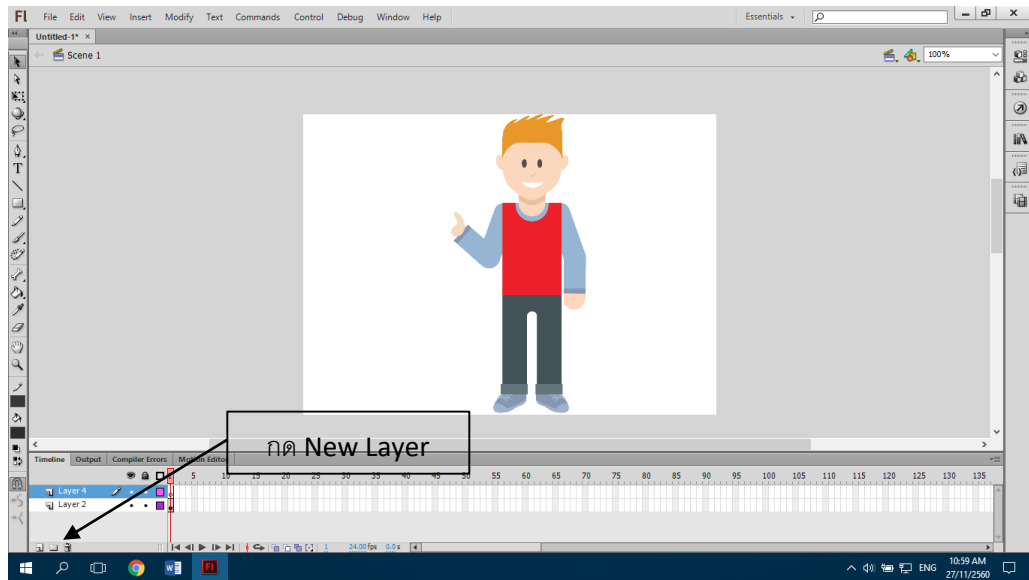 Fl File Edit View Insert Modify Text Commands Control Debug Window Help Essentials
Untitled-1* ×
Scene 1 100%
T
กด New Layer
Timeline Output Compiler Errors Motion Editor
5 10 15 20 25 30 35 40 45 50 55 60 65 70 75 80 85 90 95 100 105 110 115 120 125 130 135
Layer 4
Layer 2
1 24.00 fps 0.0 s
ENG 10:59 AM
27/11/2560